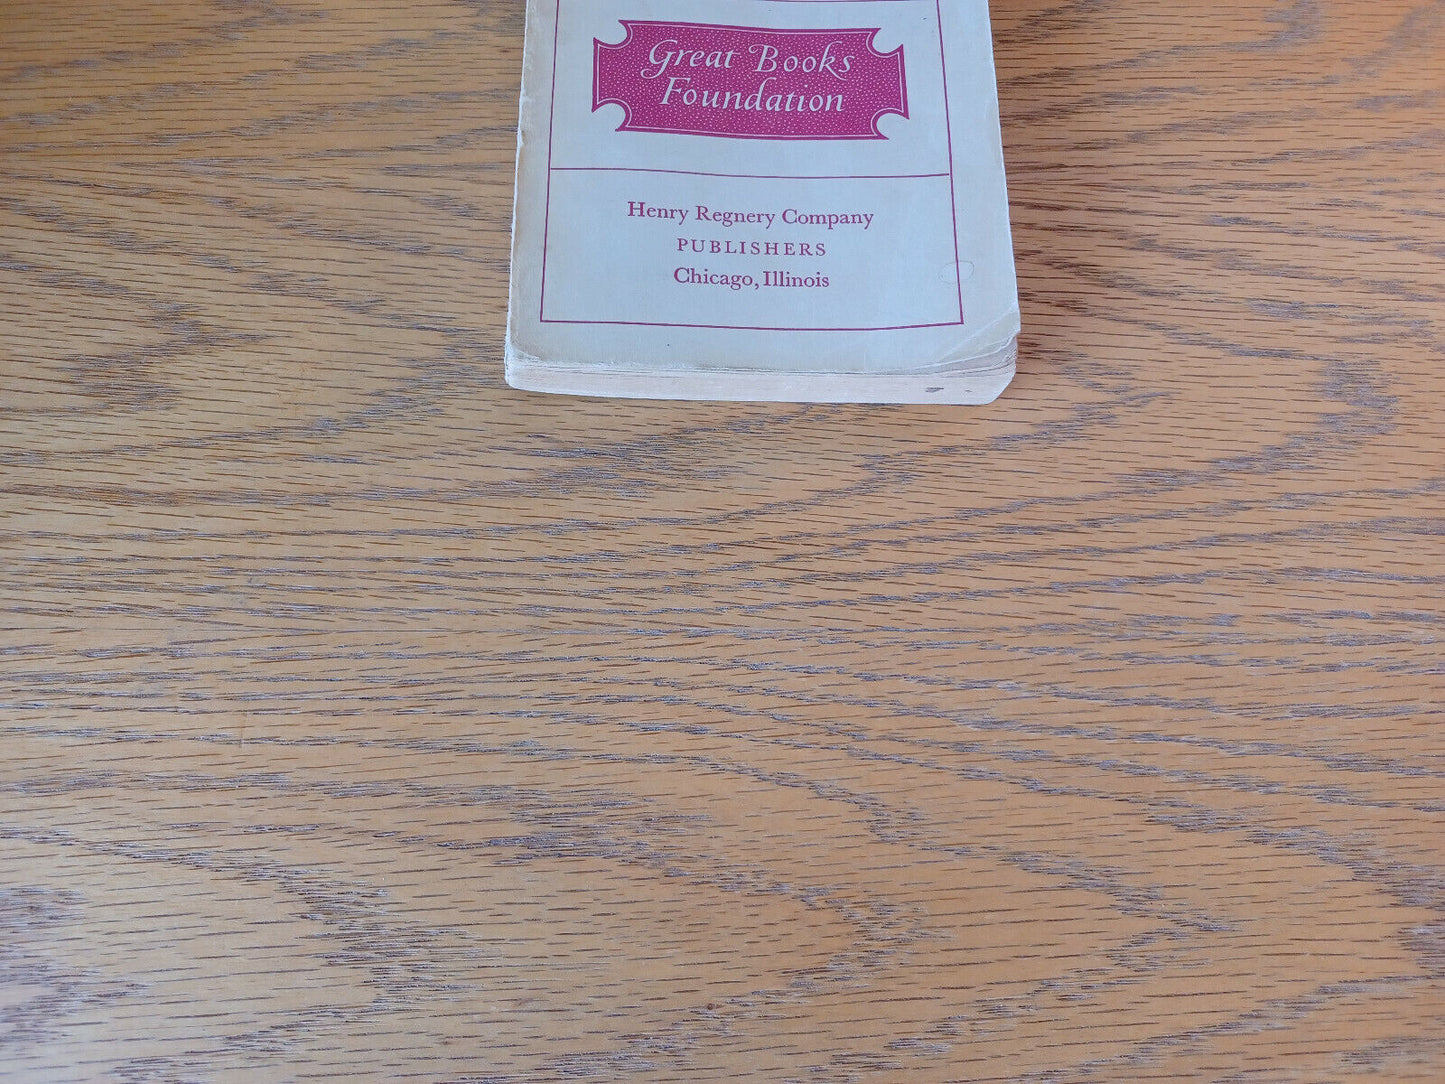 Great Books
Foundation
Henry Regnery Company
PUBLISHERS
Chicago, Illinois